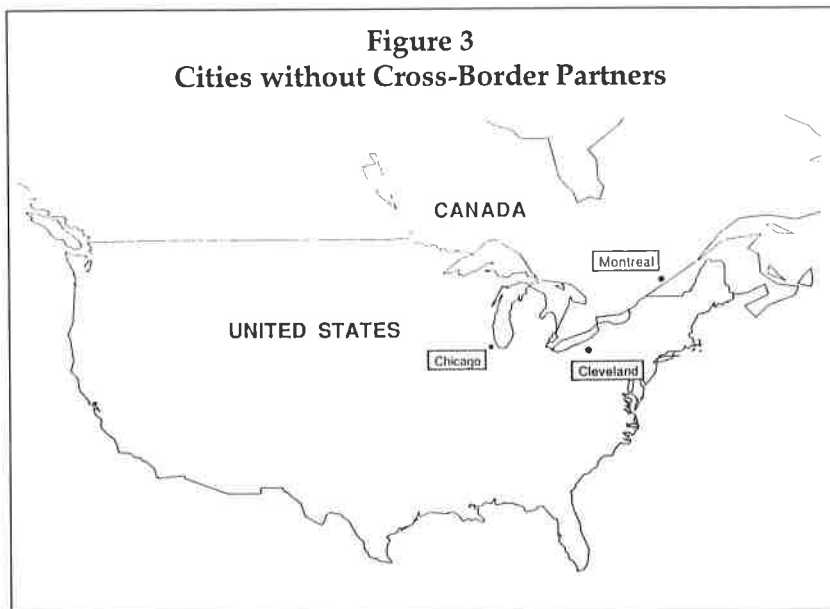 Figure 3
Cities without Cross-Border Partners
CANADA
Montreal
UNITED STATES
Chicago
Cleveland